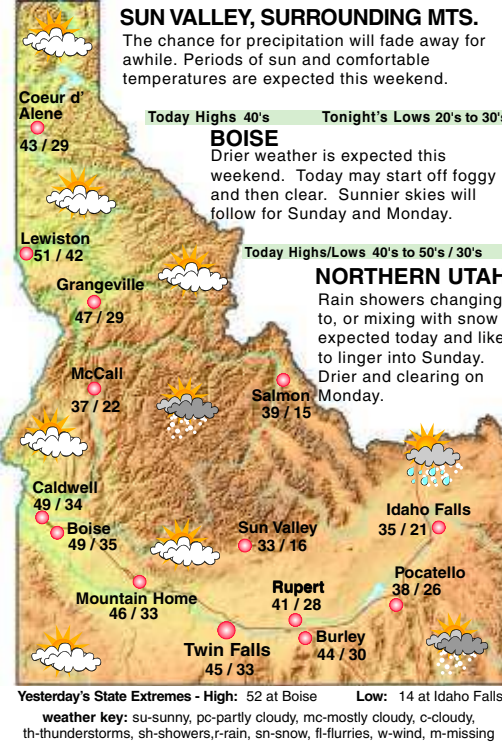 SUN VALLEY, SURROUNDING MTS.
The chance for precipitation will fade away for
awhile. Periods of sun and comfortable
temperatures are expected this weekend.
Today Highs 40's Tonight's Lows 20's to 30's
BOISE
Drier weather is expected this
weekend. Today may start off foggy
and then clear. Sunnier skies will
follow for Sunday and Monday.
Today Highs/Lows 40's to 50's / 30's
NORTHERN UTAH
Rain showers changing
to, or mixing with snow
expected today and like
to linger into Sunday.
Drier and clearing on
Monday.
Coeur d'
Alene
43 / 29
Lewiston
51 / 42
Grangeville
47 / 29
McCall
37 / 22
Salmon
39 / 15
Caldwell
49 / 34
Boise
49 / 35
Sun Valley
33 / 16
Idaho Falls
35 / 21
Mountain Home
46 / 33
Rupert
41 / 28
Pocatello
38 / 26
Twin Falls
45 / 33
Burley
44 / 30
Yesterday's State Extremes - High: 52 at Boise Low: 14 at Idaho Falls
weather key: su-sunny, pc-partly cloudy, mc-mostly cloudy, c-cloudy,
th-thunderstorms, sh-showers,r-rain, sn-snow, fl-flurries, w-wind, m-missing